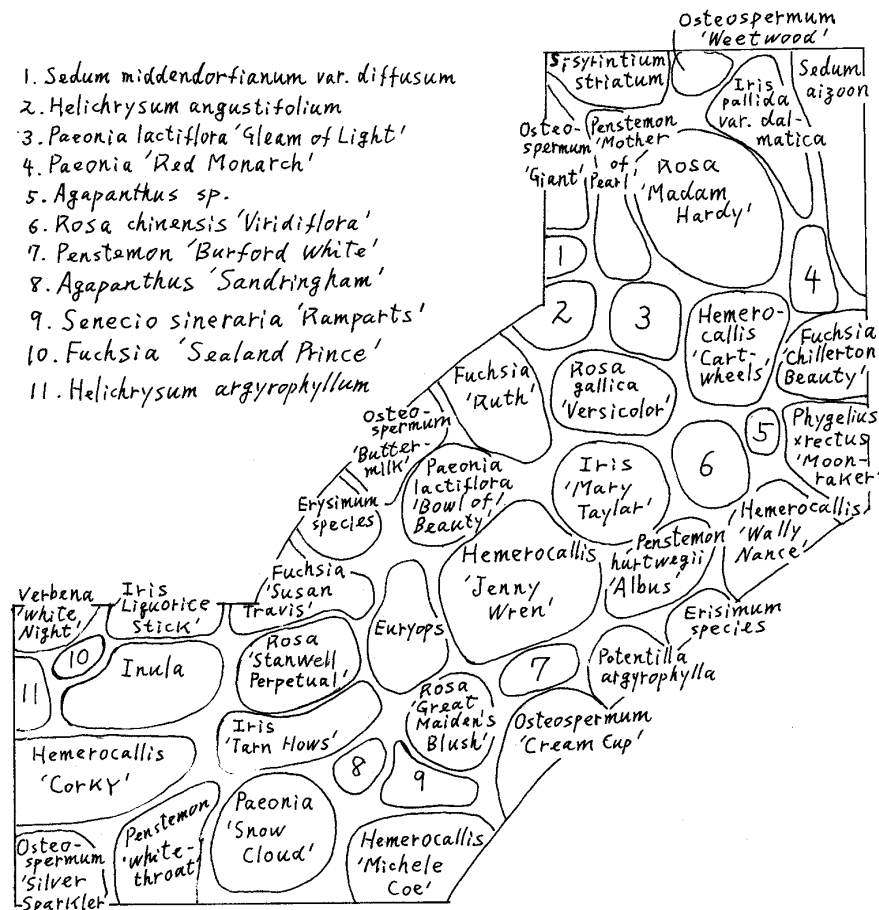 1. Sedum middendorfianum var. diffusum
2. Helichrysum angustifolium
3. Paeonia lactiflora 'Gleam of Light'
4. Paeonia 'Red Monarch'
5. Agapanthus sp.
6. Rosa chinensis 'Viridiflora'
7. Penstemon 'Burford White'
8. Agapanthus 'Sandringham'
9. Senecio sineraria 'Ramparts'
10. Fuchsia 'Sealand Prince'
11. Helichrysum argyrophyllum
Osteospermum
'Weetwood'
Sisyrintium
striatum
Iris
pallida
var. dal-
matica
Sedum
aizoon
Osteo-
spermum
'Giant'
Penstemon
'Mother
of
Pearl'
Rosa
'Madam
Hardy'
1
2
3
4
Hemero-
callis
'Cart-
wheels'
Fuchsia
'Chillerton
Beauty'
Fuchsia
'Ruth'
Rosa
gallica
'Versicolor'
5
Phygelius
x rectus
'Moon-
raker'
Osteo-
spermum
'Butter-
milk'
Paeonia
lactiflora
'Bowl of
Beauty'
Iris
'Mary
Taylar'
6
Erysimum
species
Hemerocallis
'Wally
Nance'
Hemerocallis
'Jenny
Wren'
Penstemon
hurtwegii
'Albus'
Fuchsia
'Susan
Travis'
Erisimum
species
Verbena
'White
Night'
Iris
Liquorice
Stick'
Euryops
10
Inula
Rosa
'Stanwell
Perpetual'
7
Potentilla
argyrophylla
11
Rosa
'Great
Maiden's
Blush'
Iris
'Tarn Hows'
Osteospermum
'Cream Cup'
Hemerocallis
'Corky'
8
9
Osteo-
spermum
'Silver
Sparkler'
Penstemon
'White-
throat'
Paeonia
'Snow
Cloud'
Hemerocallis
'Michele
Coe'